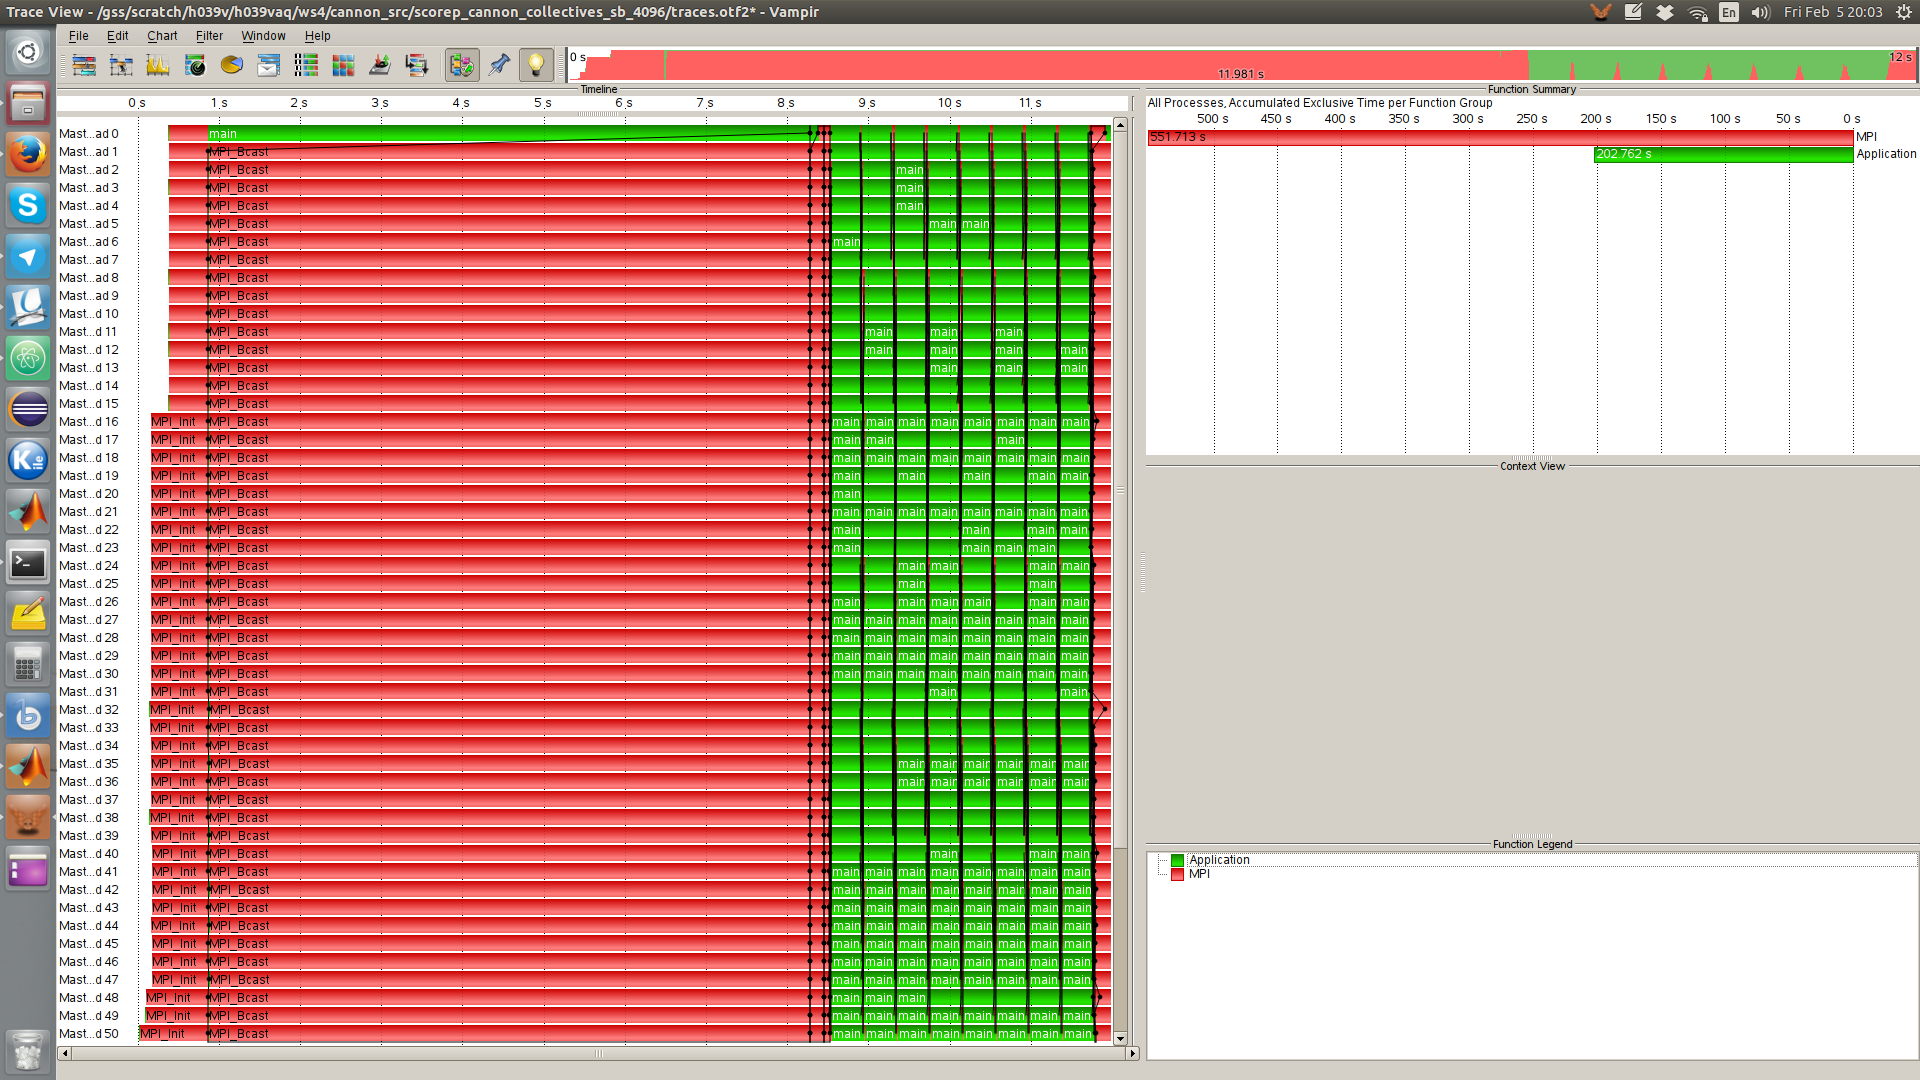 Trace View - /gss/scratch/h039v/h039vaq/ws4/cannon_src/scorep_cannon_collectives_sb_4096/traces.otf2* - Vampir
En
Fri Feb 5 20:03
File Edit Chart Filter Window Help
0 s
11.981 s
12 s
Timeline
0 s 1 s 2 s 3 s 4 s 5 s 6 s 7 s 8 s 9 s 10 s 11 s
Mast...ad 0 main
Mast...ad 1 MPI_Bcast
Mast...ad 2 MPI_Bcast main
Mast...ad 3 MPI_Bcast main
Mast...ad 4 MPI_Bcast main
Mast...ad 5 MPI_Bcast main main
Mast...ad 6 MPI_Bcast main
Mast...ad 7 MPI_Bcast
Mast...ad 8 MPI_Bcast
Mast...ad 9 MPI_Bcast
Mast...d 10 MPI_Bcast
Mast...d 11 MPI_Bcast main main main
Mast...d 12 MPI_Bcast main main main main
Mast...d 13 MPI_Bcast main main main
Mast...d 14 MPI_Bcast
Mast...d 15 MPI_Bcast
Mast...d 16 MPI_Init MPI_Bcast main main main main main main main main
Mast...d 17 MPI_Init MPI_Bcast main main main
Mast...d 18 MPI_Init MPI_Bcast main main main main main main main main
Mast...d 19 MPI_Init MPI_Bcast main main main main main
Mast...d 20 MPI_Init MPI_Bcast main
Mast...d 21 MPI_Init MPI_Bcast main main main main main main main main
Mast...d 22 MPI_Init MPI_Bcast main main main main
Mast...d 23 MPI_Init MPI_Bcast main main main main
Mast...d 24 MPI_Init MPI_Bcast main main main main
Mast...d 25 MPI_Init MPI_Bcast main main
Mast...d 26 MPI_Init MPI_Bcast main main main main main main
Mast...d 27 MPI_Init MPI_Bcast main main main main main main main main
Mast...d 28 MPI_Init MPI_Bcast main main main main main main main main
Mast...d 29 MPI_Init MPI_Bcast main main main main main main main main
Mast...d 30 MPI_Init MPI_Bcast main main main main main main main main
Mast...d 31 MPI_Init MPI_Bcast main main
Mast...d 32 MPI_Init MPI_Bcast
Mast...d 33 MPI_Init MPI_Bcast
Mast...d 34 MPI_Init MPI_Bcast
Mast...d 35 MPI_Init MPI_Bcast main main main main main main
Mast...d 36 MPI_Init MPI_Bcast main main main main main main
Mast...d 37 MPI_Init MPI_Bcast
Mast...d 38 MPI_Init MPI_Bcast
Mast...d 39 MPI_Init MPI_Bcast
Mast...d 40 MPI_Init MPI_Bcast main main main
Mast...d 41 MPI_Init MPI_Bcast main main main main main main main main
Mast...d 42 MPI_Init MPI_Bcast main main main main main main main main
Mast...d 43 MPI_Init MPI_Bcast main main main main main main main main
Mast...d 44 MPI_Init MPI_Bcast main main main main main main main main
Mast...d 45 MPI_Init MPI_Bcast main main main main main main main main
Mast...d 46 MPI_Init MPI_Bcast main main main main main main main main
Mast...d 47 MPI_Init MPI_Bcast main main main main main main main main
Mast...d 48 MPI_Init MPI_Bcast main main main
Mast...d 49 MPI_Init MPI_Bcast main main main main main main main main
Mast...d 50 MPI_Init MPI_Bcast main main main main main main main main
Function Summary
All Processes, Accumulated Exclusive Time per Function Group
500 s 450 s 400 s 350 s 300 s 250 s 200 s 150 s 100 s 50 s 0 s
551.713 s MPI
202.762 s Application
Context View
Function Legend
Application
MPI